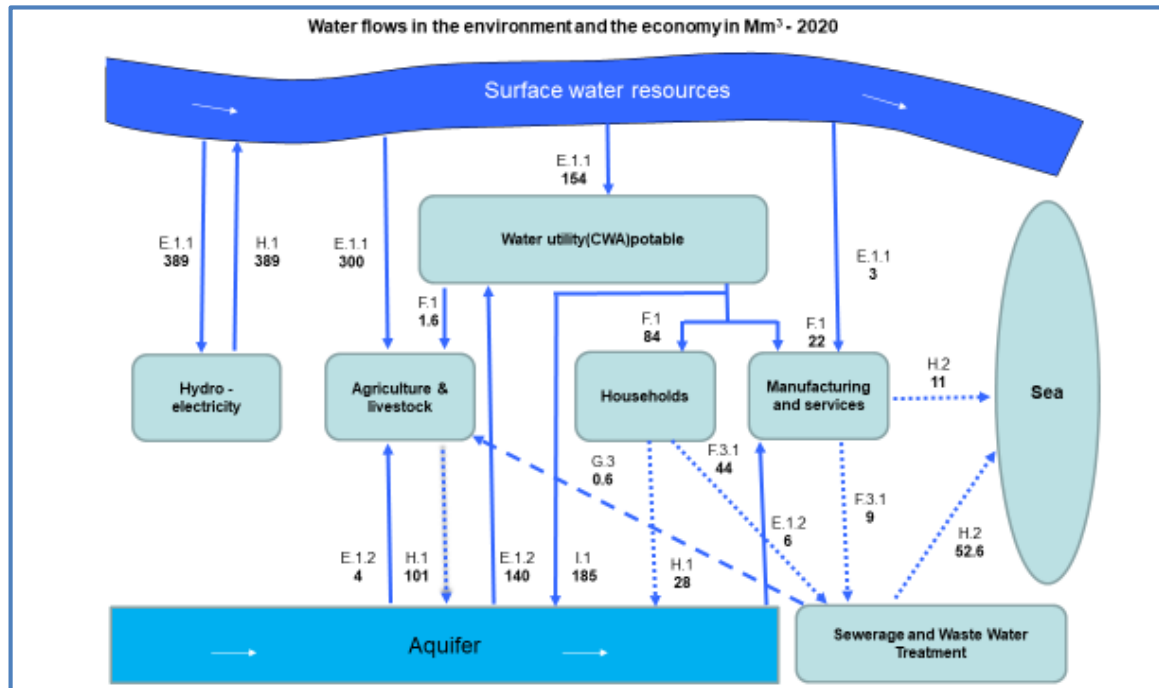 Water flows in the environment and the economy in Mm³ - 2020
Surface water resources
E.1.1
154
Water utility(CWA)potable
E.1.1
389
H.1
389
E.1.1
300
E.1.1
3
F.1
1.6
F.1
84
F.1
22
Hydro -
electricity
Agriculture &
livestock
Households
Manufacturing
and services
H.2
11
Sea
G.3
0.6
F.3.1
44
F.3.1
9
E.1.2
6
H.2
52.6
E.1.2
4
H.1
101
E.1.2
140
I.1
185
H.1
28
Aquifer
Sewerage and Waste Water
Treatment